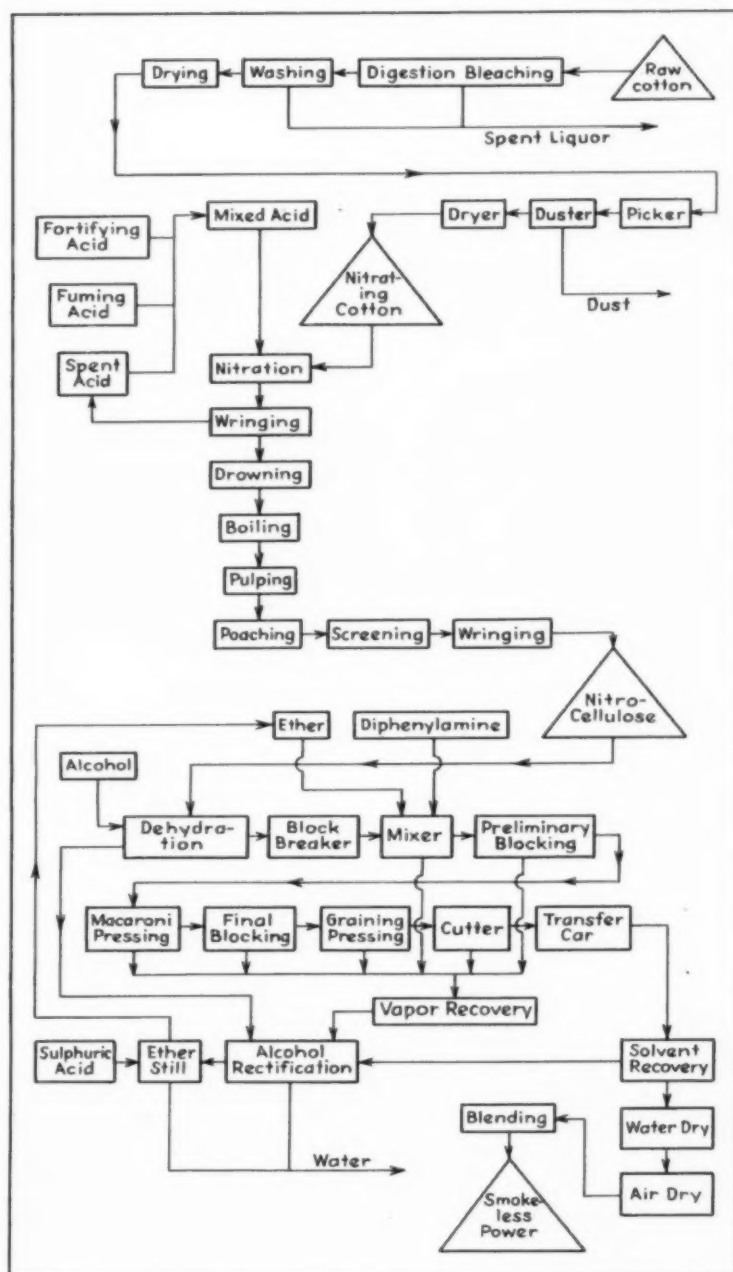 Drying
Washing
Digestion Bleaching
Raw
cotton
Spent Liquor
Mixed Acid
Dryer
Duster
Picker
Fortifying
Acid
Nitrat-
ing
Cotton
Fuming
Acid
Dust
Spent
Acid
Nitration
Wringing
Drowning
Boiling
Pulping
Poaching
Screening
Wringing
Nitro-
Cellulose
Ether
Diphenylamine
Alcohol
Dehydra-
tion
Block
Breaker
Mixer
Preliminary
Blocking
Macaroni
Pressing
Final
Blocking
Graining
Pressing
Cutter
Transfer
Car
Vapor Recovery
Sulphuric
Acid
Ether
Still
Alcohol
Rectification
Solvent
Recovery
Blending
Water Dry
Water
Air Dry
Smoke-
less
Power